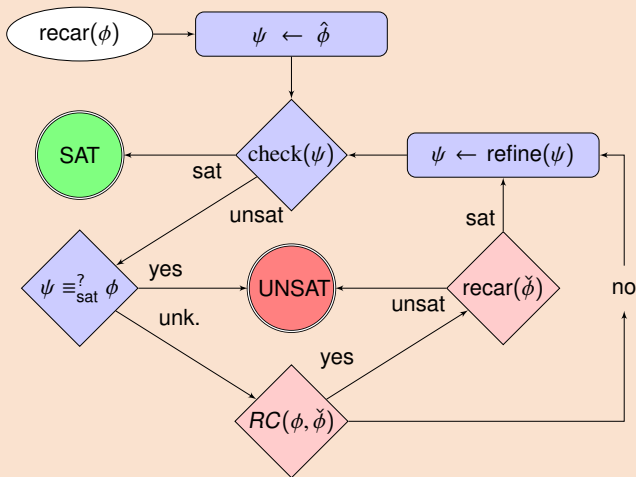 recar(ϕ)
ψ ← ϕ̂
SAT
sat
check(ψ)
ψ ← refine(ψ)
unsat
sat
ψ ≡?sat ϕ
yes
UNSAT
unsat
recar(ϕ̌)
no
unk.
yes
RC(ϕ, ϕ̌)